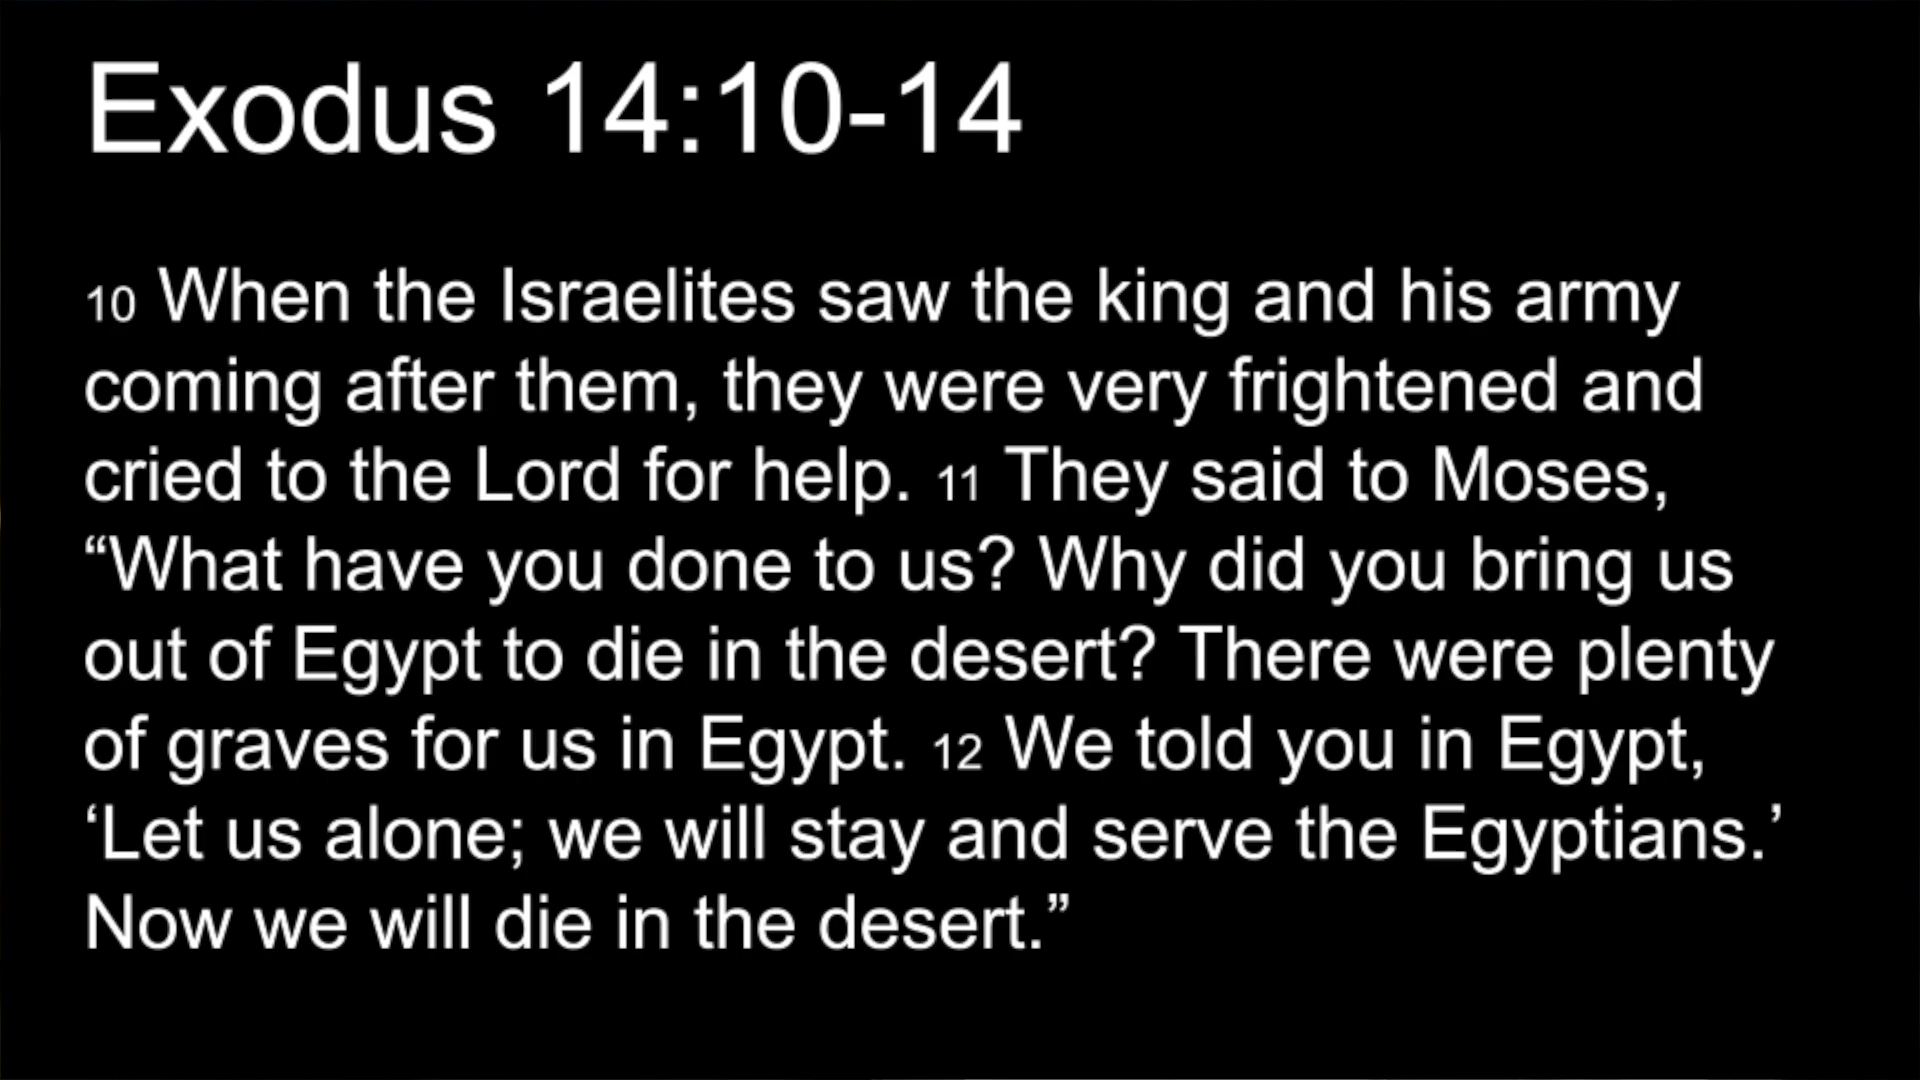 Exodus 14:10-14
10 When the Israelites saw the king and his army
coming after them, they were very frightened and
cried to the Lord for help. 11 They said to Moses,
“What have you done to us? Why did you bring us
out of Egypt to die in the desert? There were plenty
of graves for us in Egypt. 12 We told you in Egypt,
‘Let us alone; we will stay and serve the Egyptians.’
Now we will die in the desert.”